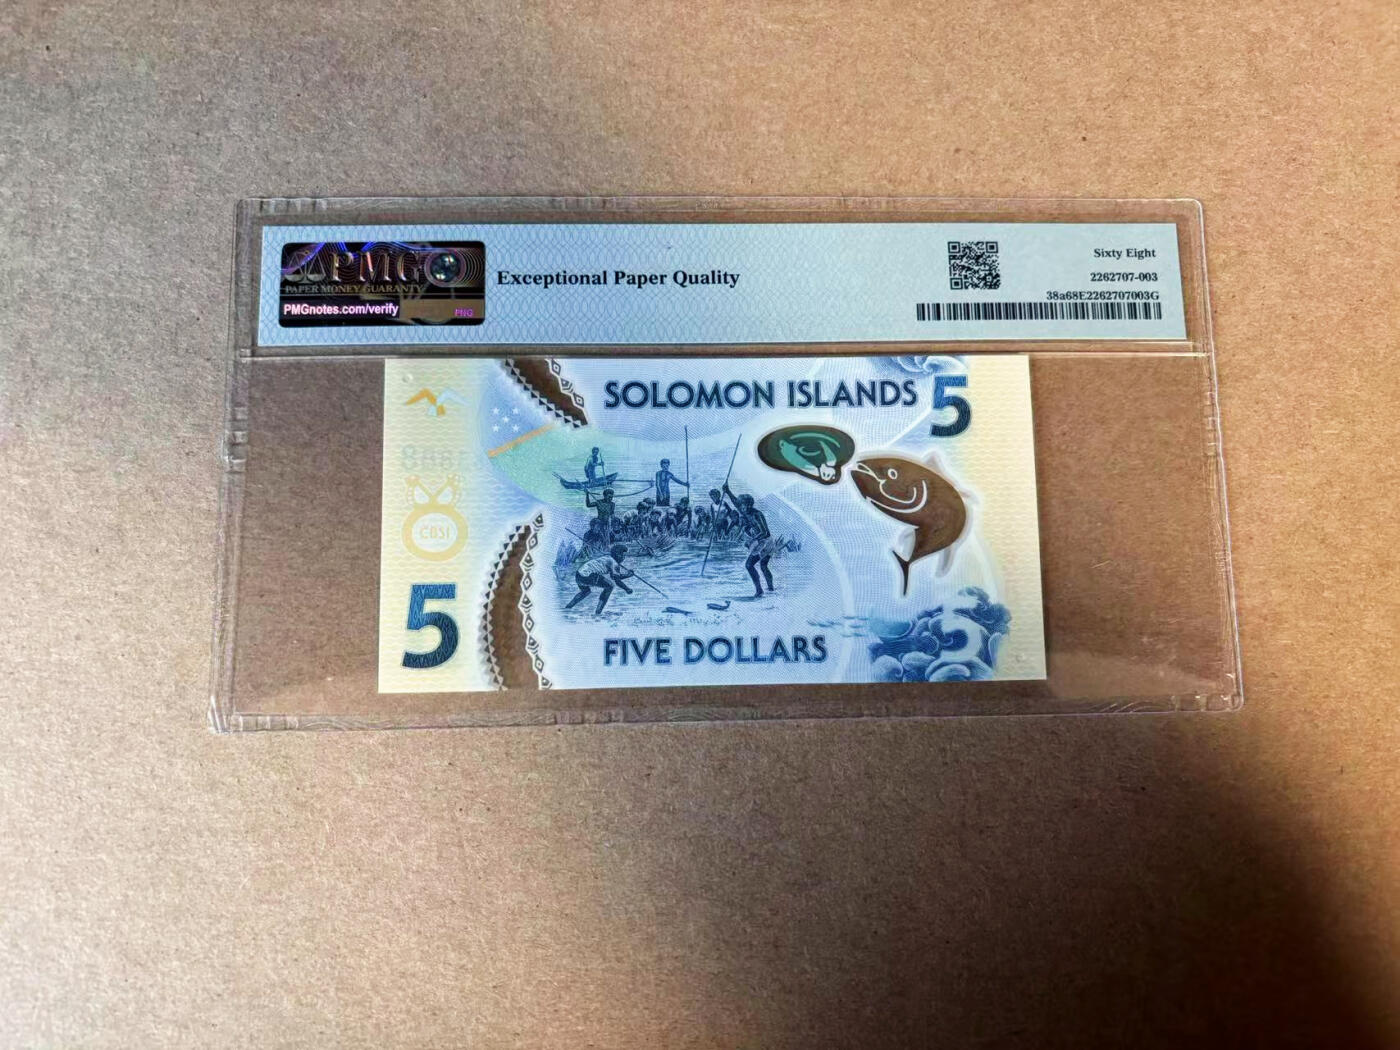 PMG
PAPER MONEY GUARANTY
PMGnotes.com/verify
PNG
Exceptional Paper Quality
Sixty Eight
2262707-003
38a68E2262707003G
SOLOMON ISLANDS
5
CBSI
5
FIVE DOLLARS